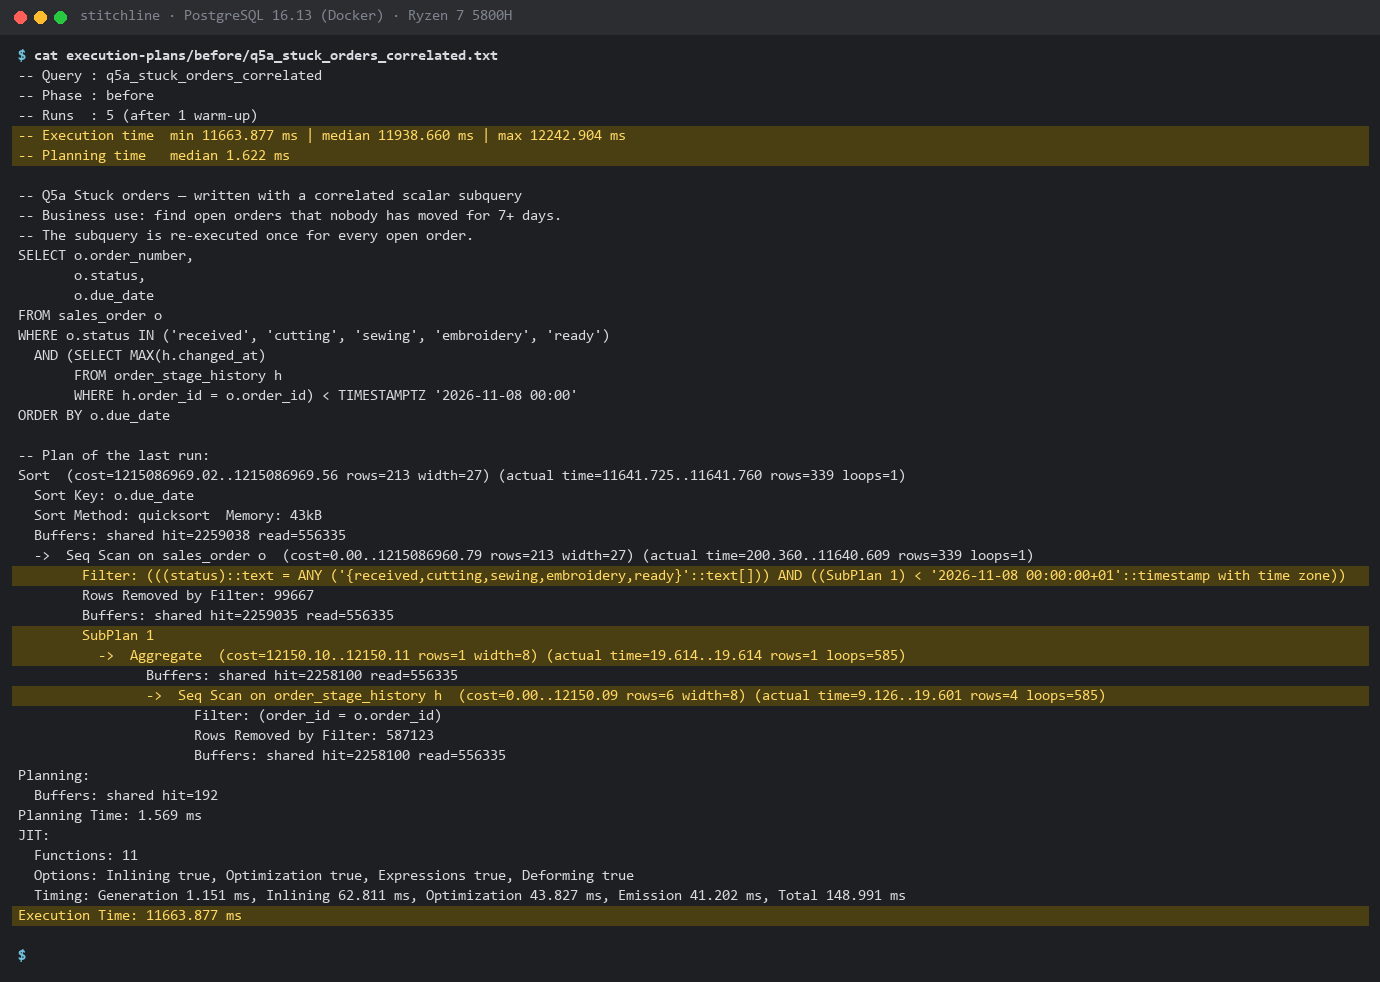 stitchline · PostgreSQL 16.13 (Docker) · Ryzen 7 5800H
$ cat execution-plans/before/q5a_stuck_orders_correlated.txt
-- Query : q5a_stuck_orders_correlated
-- Phase : before
-- Runs  : 5 (after 1 warm-up)
-- Execution time  min 11663.877 ms | median 11938.660 ms | max 12242.904 ms
-- Planning time   median 1.622 ms
-- Q5a Stuck orders — written with a correlated scalar subquery
-- Business use: find open orders that nobody has moved for 7+ days.
-- The subquery is re-executed once for every open order.
SELECT o.order_number,
       o.status,
       o.due_date
FROM sales_order o
WHERE o.status IN ('received', 'cutting', 'sewing', 'embroidery', 'ready')
  AND (SELECT MAX(h.changed_at)
       FROM order_stage_history h
       WHERE h.order_id = o.order_id) < TIMESTAMPTZ '2026-11-08 00:00'
ORDER BY o.due_date
-- Plan of the last run:
Sort  (cost=1215086969.02..1215086969.56 rows=213 width=27) (actual time=11641.725..11641.760 rows=339 loops=1)
  Sort Key: o.due_date
  Sort Method: quicksort  Memory: 43kB
  Buffers: shared hit=2259038 read=556335
  ->  Seq Scan on sales_order o  (cost=0.00..1215086960.79 rows=213 width=27) (actual time=200.360..11640.609 rows=339 loops=1)
        Filter: (((status)::text = ANY ('{received,cutting,sewing,embroidery,ready}'::text[])) AND ((SubPlan 1) < '2026-11-08 00:00:00+01'::timestamp with time zone))
        Rows Removed by Filter: 99667
        Buffers: shared hit=2259035 read=556335
        SubPlan 1
          ->  Aggregate  (cost=12150.10..12150.11 rows=1 width=8) (actual time=19.614..19.614 rows=1 loops=585)
                Buffers: shared hit=2258100 read=556335
                ->  Seq Scan on order_stage_history h  (cost=0.00..12150.09 rows=6 width=8) (actual time=9.126..19.601 rows=4 loops=585)
                      Filter: (order_id = o.order_id)
                      Rows Removed by Filter: 587123
                      Buffers: shared hit=2258100 read=556335
Planning:
  Buffers: shared hit=192
Planning Time: 1.569 ms
JIT:
  Functions: 11
  Options: Inlining true, Optimization true, Expressions true, Deforming true
  Timing: Generation 1.151 ms, Inlining 62.811 ms, Optimization 43.827 ms, Emission 41.202 ms, Total 148.991 ms
Execution Time: 11663.877 ms
$